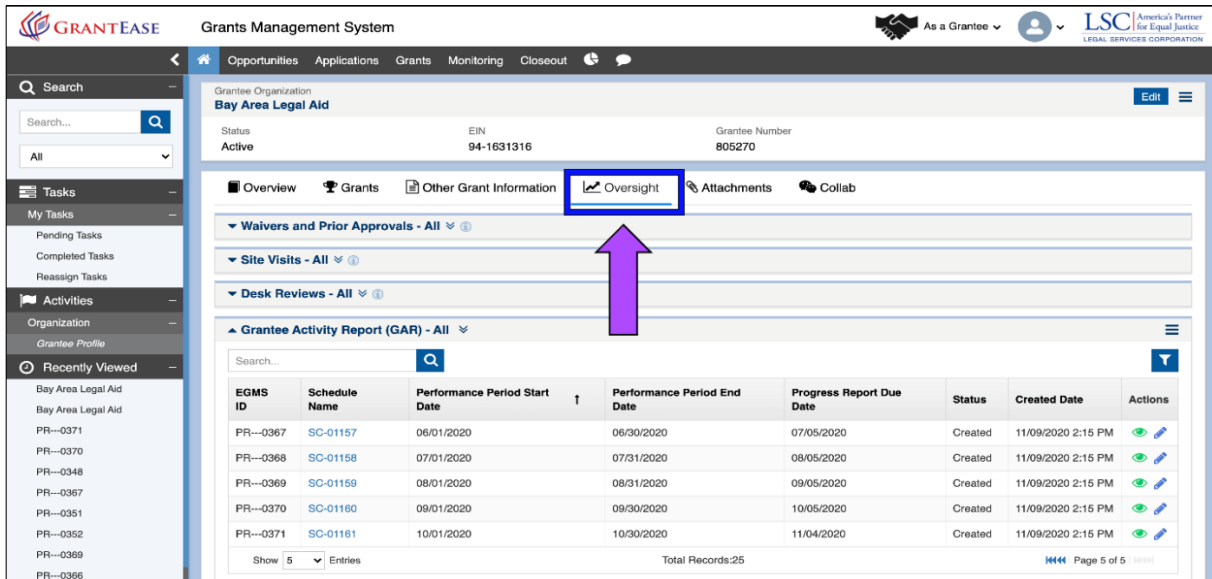 GRANTEASE
Grants Management System
As a Grantee
LSC America's Partner for Equal Justice
LEGAL SERVICES CORPORATION
Opportunities Applications Grants Monitoring Closeout
Search
Search...
All
Tasks
My Tasks
Pending Tasks
Completed Tasks
Reassign Tasks
Activities
Organization
Grantee Profile
Recently Viewed
Bay Area Legal Aid
Bay Area Legal Aid
PR---0371
PR---0370
PR---0348
PR---0367
PR---0351
PR---0352
PR---0369
PR---0366
Grantee Organization
Bay Area Legal Aid
Edit
Status EIN Grantee Number
Active 94-1631316 805270
Overview Grants Other Grant Information Oversight Attachments Collab
Waivers and Prior Approvals - All
Site Visits - All
Desk Reviews - All
Grantee Activity Report (GAR) - All
Search...
EGMS ID Schedule Name Performance Period Start Date ↑ Performance Period End Date Progress Report Due Date Status Created Date Actions
PR---0367 SC-01157 06/01/2020 06/30/2020 07/05/2020 Created 11/09/2020 2:15 PM
PR---0368 SC-01158 07/01/2020 07/31/2020 08/05/2020 Created 11/09/2020 2:15 PM
PR---0369 SC-01159 08/01/2020 08/31/2020 09/05/2020 Created 11/09/2020 2:15 PM
PR---0370 SC-01160 09/01/2020 09/30/2020 10/05/2020 Created 11/09/2020 2:15 PM
PR---0371 SC-01161 10/01/2020 10/30/2020 11/04/2020 Created 11/09/2020 2:15 PM
Show 5 Entries Total Records:25 Page 5 of 5